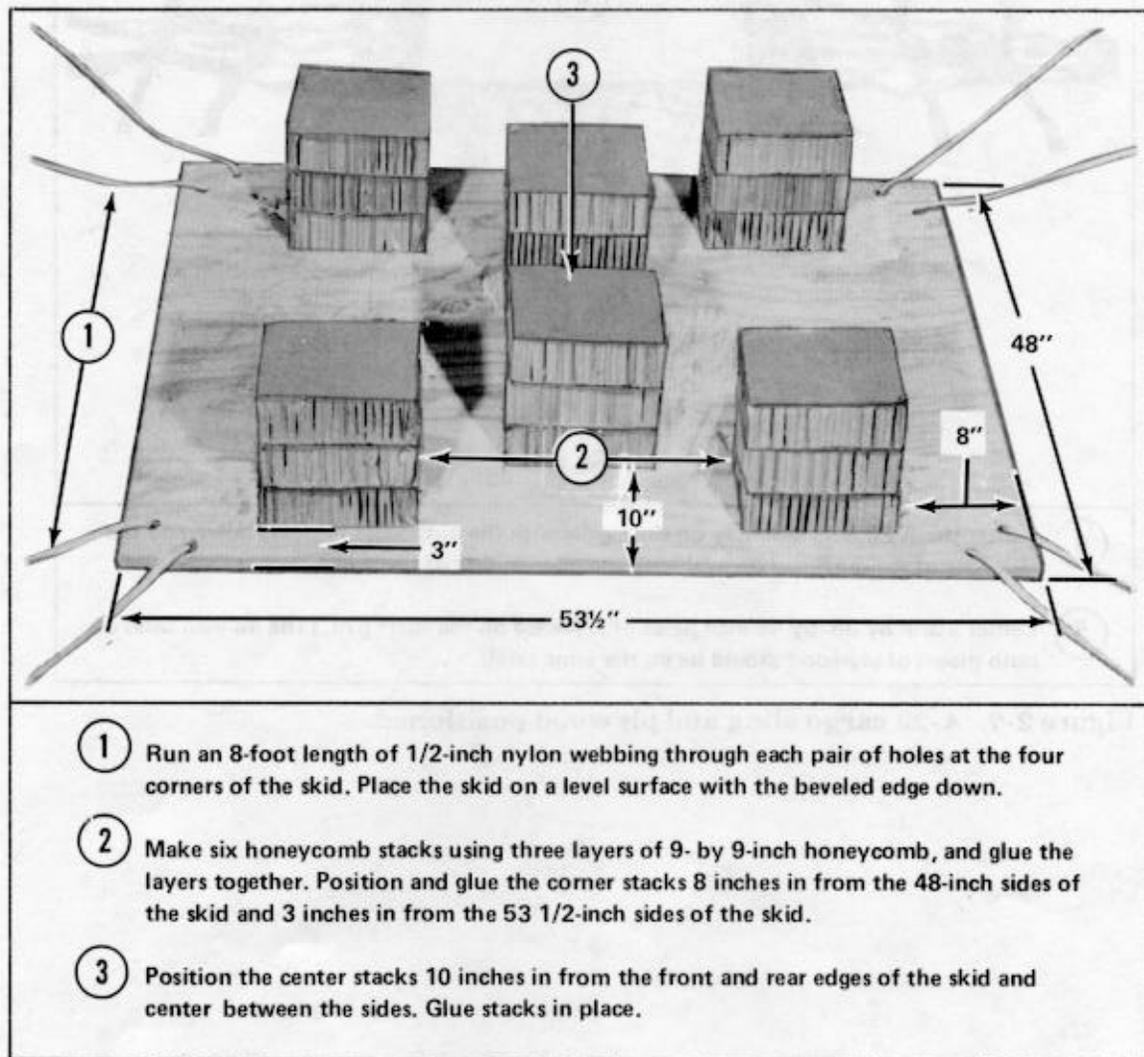 3
1
48"
8"
2
10"
3"
53½"
1 Run an 8-foot length of 1/2-inch nylon webbing through each pair of holes at the four
corners of the skid. Place the skid on a level surface with the beveled edge down.
2 Make six honeycomb stacks using three layers of 9- by 9-inch honeycomb, and glue the
layers together. Position and glue the corner stacks 8 inches in from the 48-inch sides of
the skid and 3 inches in from the 53 1/2-inch sides of the skid.
3 Position the center stacks 10 inches in from the front and rear edges of the skid and
center between the sides. Glue stacks in place.